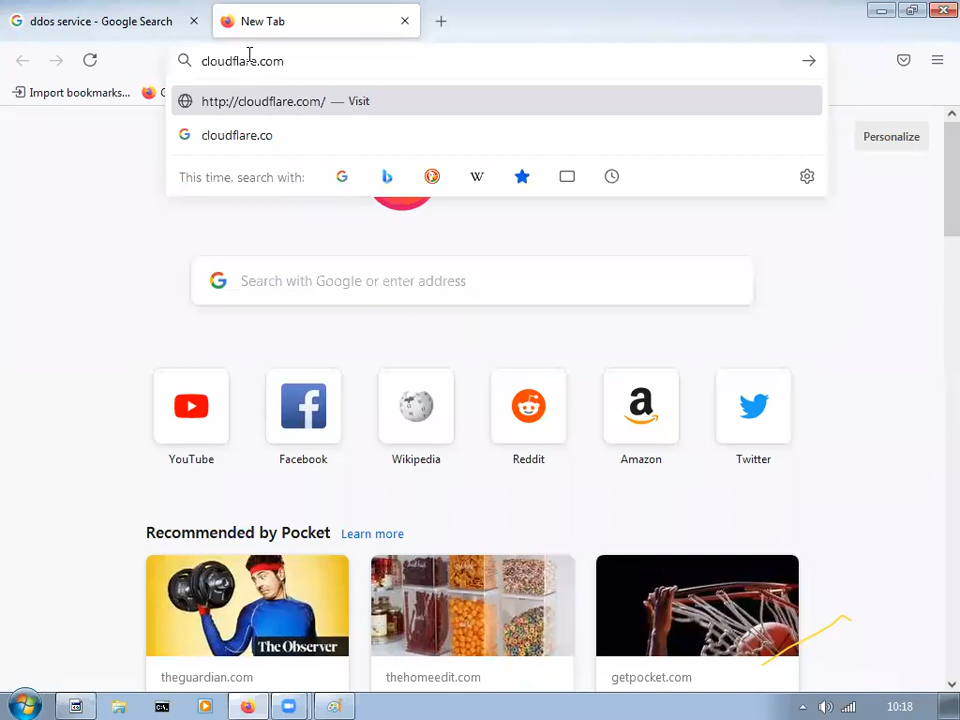 ddos service - Google Search
New Tab
cloudflare.com
Import bookmarks...
http://cloudflare.com/ — Visit
cloudflare.co
Personalize
This time, search with:
Search with Google or enter address
YouTube
Facebook
Wikipedia
Reddit
Amazon
Twitter
Recommended by Pocket Learn more
The Observer
theguardian.com
thehomeedit.com
getpocket.com
10:18